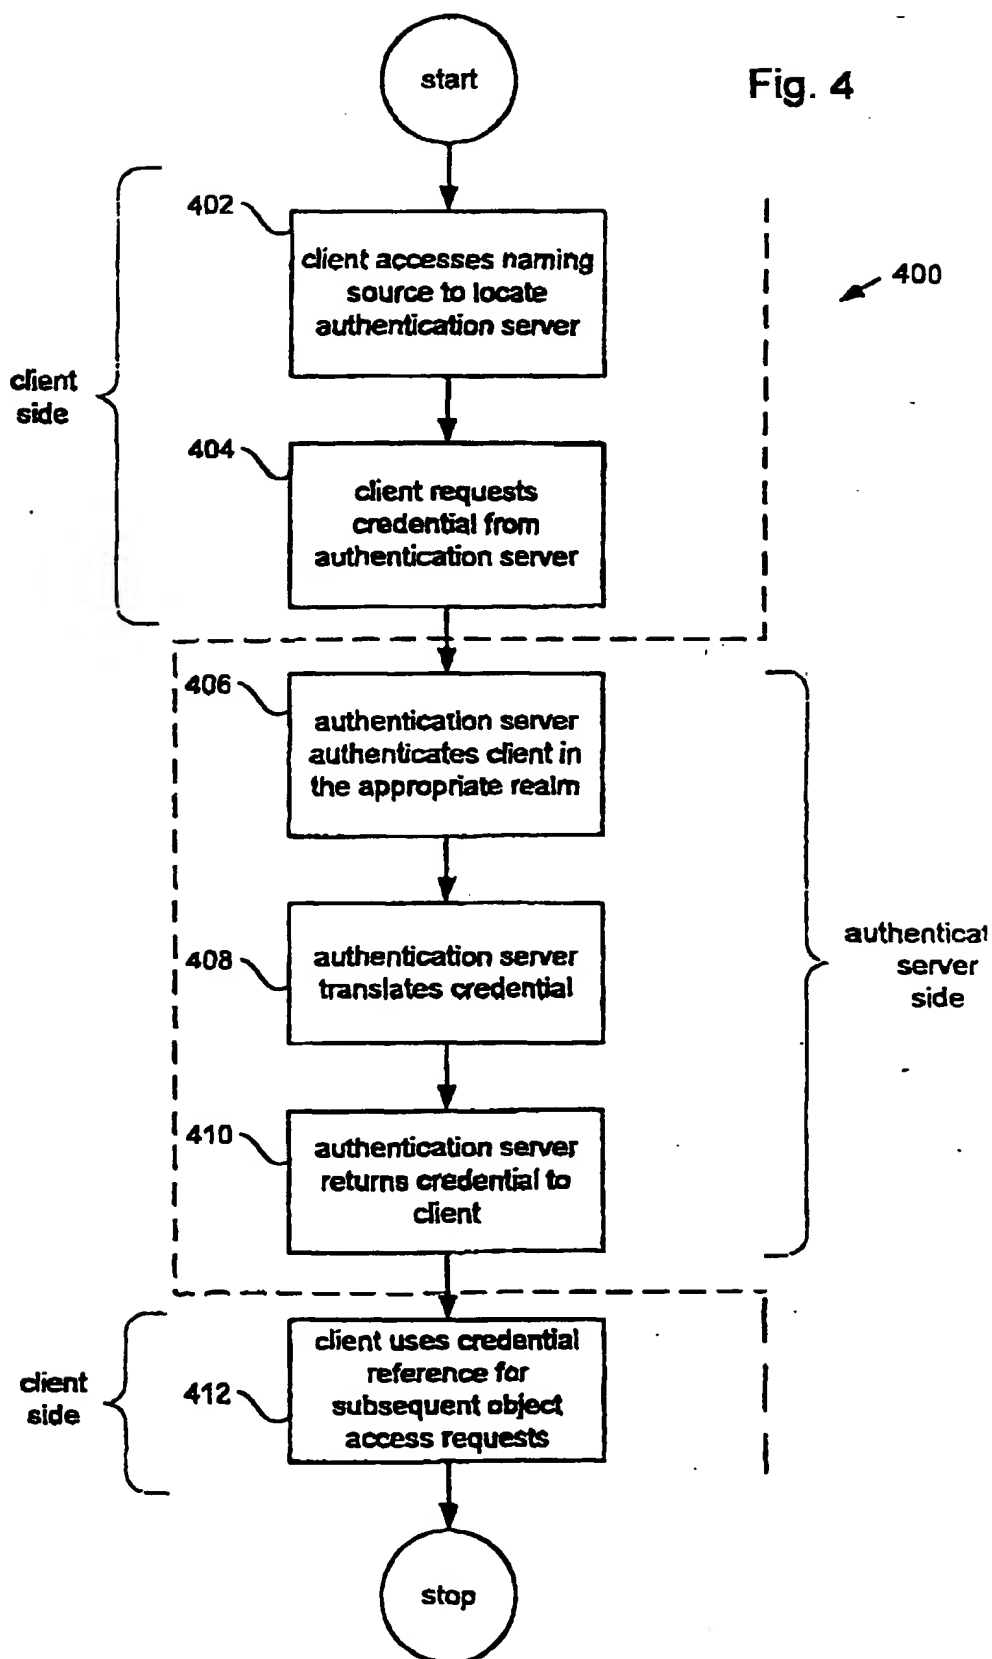 start
Fig. 4
402
client accesses naming
source to locate
authentication server
400
client
side
404
client requests
credential from
authentication server
406
authentication server
authenticates client in
the appropriate realm
408
authentication server
translates credential
authenticat
server
side
410
authentication server
returns credential to
client
client
side
412
client uses credential
reference for
subsequent object
access requests
stop